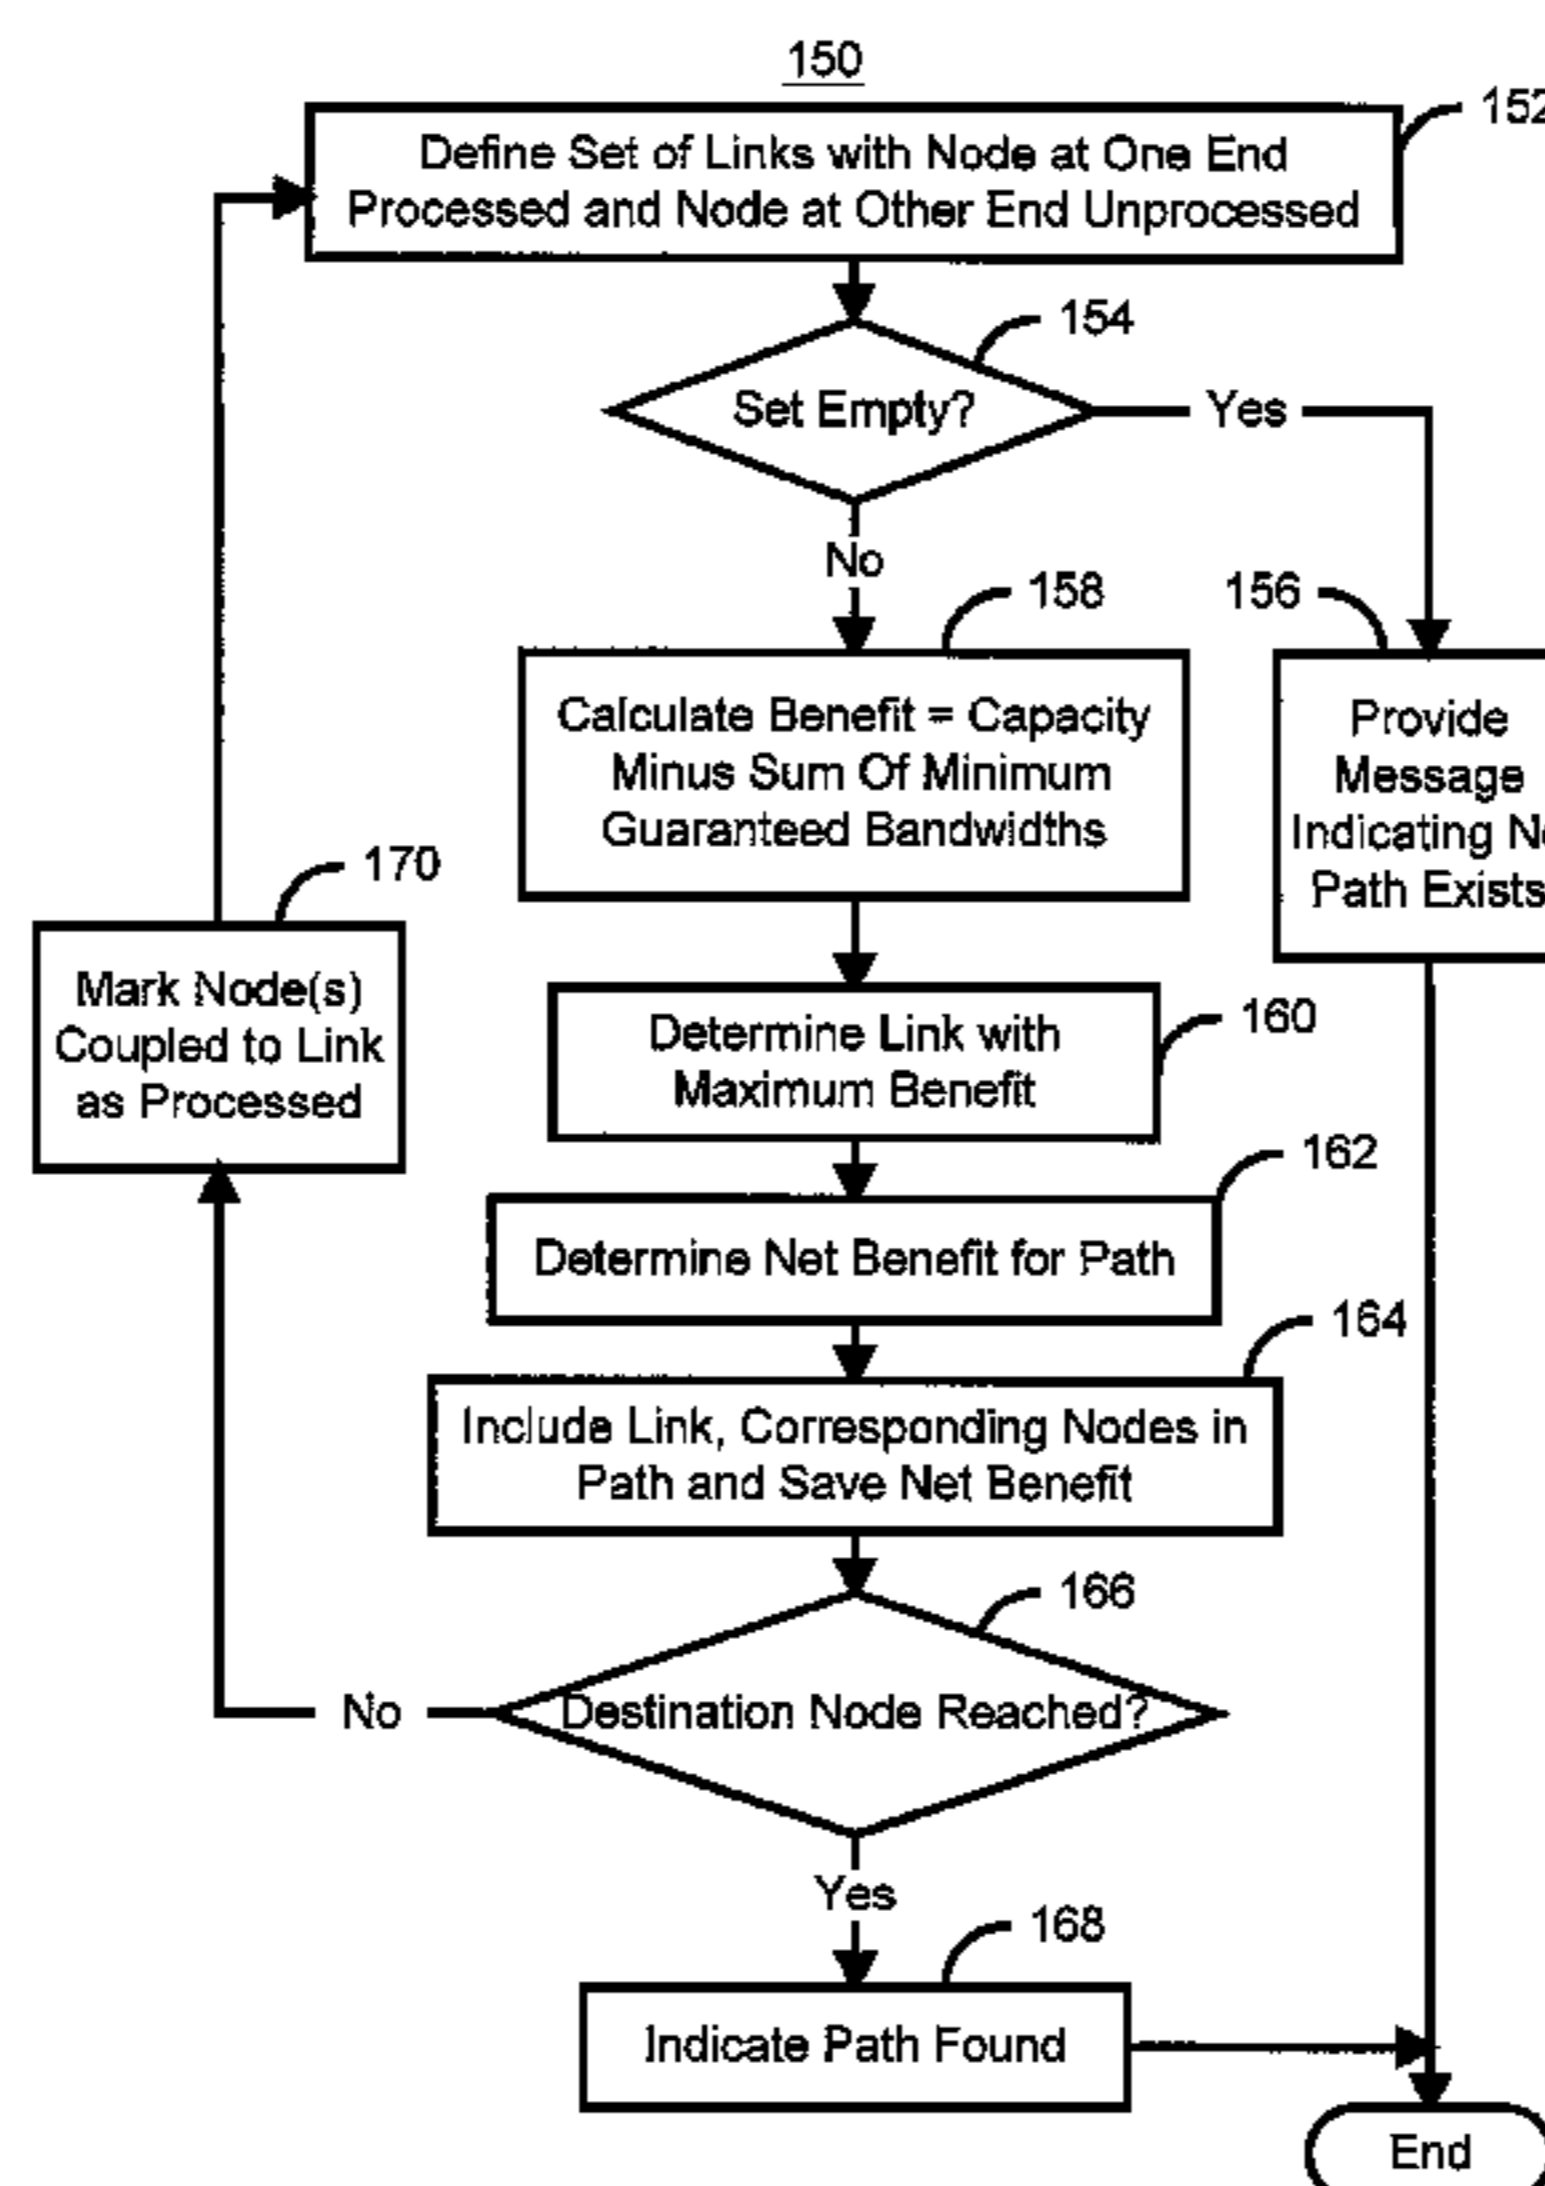 150
152
Define Set of Links with Node at One End
Processed and Node at Other End Unprocessed
154
Set Empty?
Yes
No
158
156
Calculate Benefit = Capacity
Minus Sum Of Minimum
Guaranteed Bandwidths
Provide
Message
Indicating
Path Exists
170
Mark Node(s)
Coupled to Link
as Processed
160
Determine Link with
Maximum Benefit
162
Determine Net Benefit for Path
164
Include Link, Corresponding Nodes in
Path and Save Net Benefit
166
Destination Node Reached?
No
Yes
168
Indicate Path Found
End